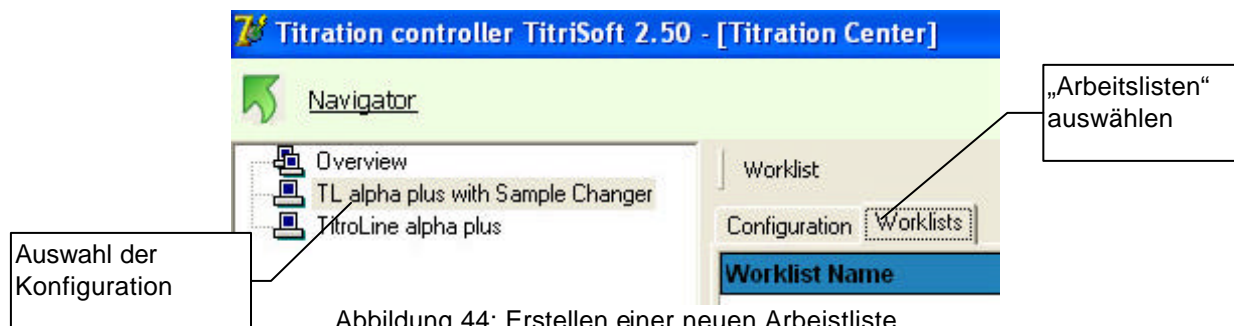 Titration controller TitriSoft 2.50 - [Titration Center]
Navigator
„Arbeitslisten“
auswählen
Overview
TL alpha plus with Sample Changer
TitroLine alpha plus
Worklist
Configuration
Worklists
Worklist Name
Auswahl der
Konfiguration
Abbildung 44: Erstellen einer neuen Arbeistliste